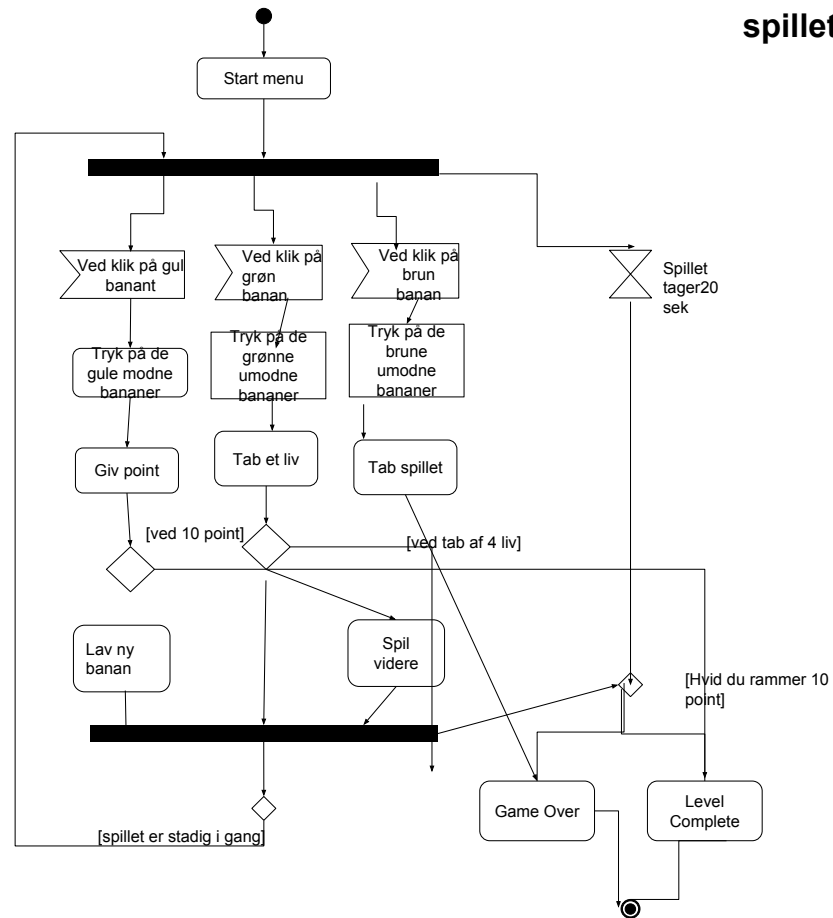 spillet
Start menu
Ved klik på gul
banant
Ved klik på
grøn
banan
Ved klik på
brun
banan
Spillet
tager20
sek
Tryk på de
gule modne
bananer
Tryk på de
grønne
umodne
bananer
Tryk på de
brune
umodne
bananer
Giv point
Tab et liv
Tab spillet
[ved 10 point]
[ved tab af 4 liv]
Lav ny
banan
Spil
videre
[Hvid du rammer 10
point]
Game Over
Level
Complete
[spillet er stadig i gang]